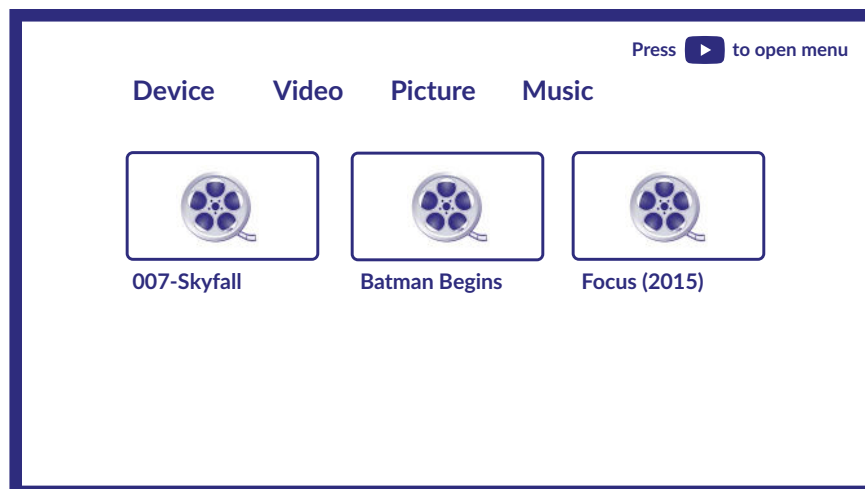 Press to open menu
Device Video Picture Music
007-Skyfall Batman Begins Focus (2015)